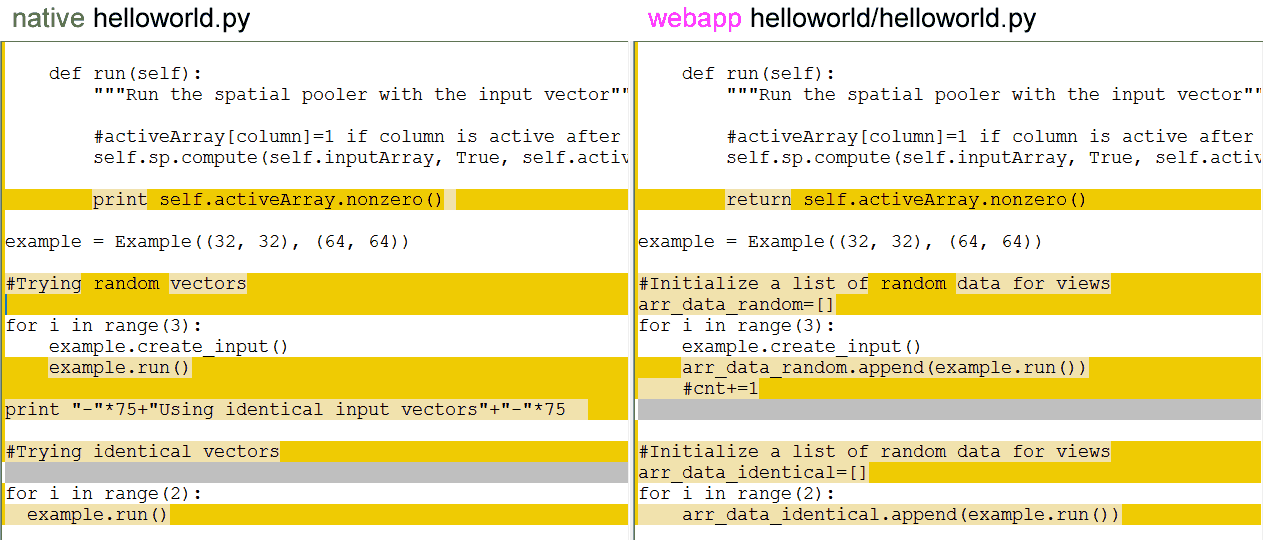 native helloworld.py
def run(self):
"""Run the spatial pooler with the input vector""
#activeArray[column]=1 if column is active after
self.sp.compute(self.inputArray, True, self.activ
print self.activeArray.nonzero()
example = Example((32, 32), (64, 64))
#Trying random vectors
for i in range(3):
    example.create_input()
    example.run()
print "-"*75+"Using identical input vectors"+"-"*75
#Trying identical vectors
for i in range(2):
  example.run()
webapp helloworld/helloworld.py
def run(self):
"""Run the spatial pooler with the input vector"
#activeArray[column]=1 if column is active after
self.sp.compute(self.inputArray, True, self.activ
return self.activeArray.nonzero()
example = Example((32, 32), (64, 64))
#Initialize a list of random data for views
arr_data_random=[]
for i in range(3):
    example.create_input()
    arr_data_random.append(example.run())
    #cnt+=1
#Initialize a list of random data for views
arr_data_identical=[]
for i in range(2):
    arr_data_identical.append(example.run())